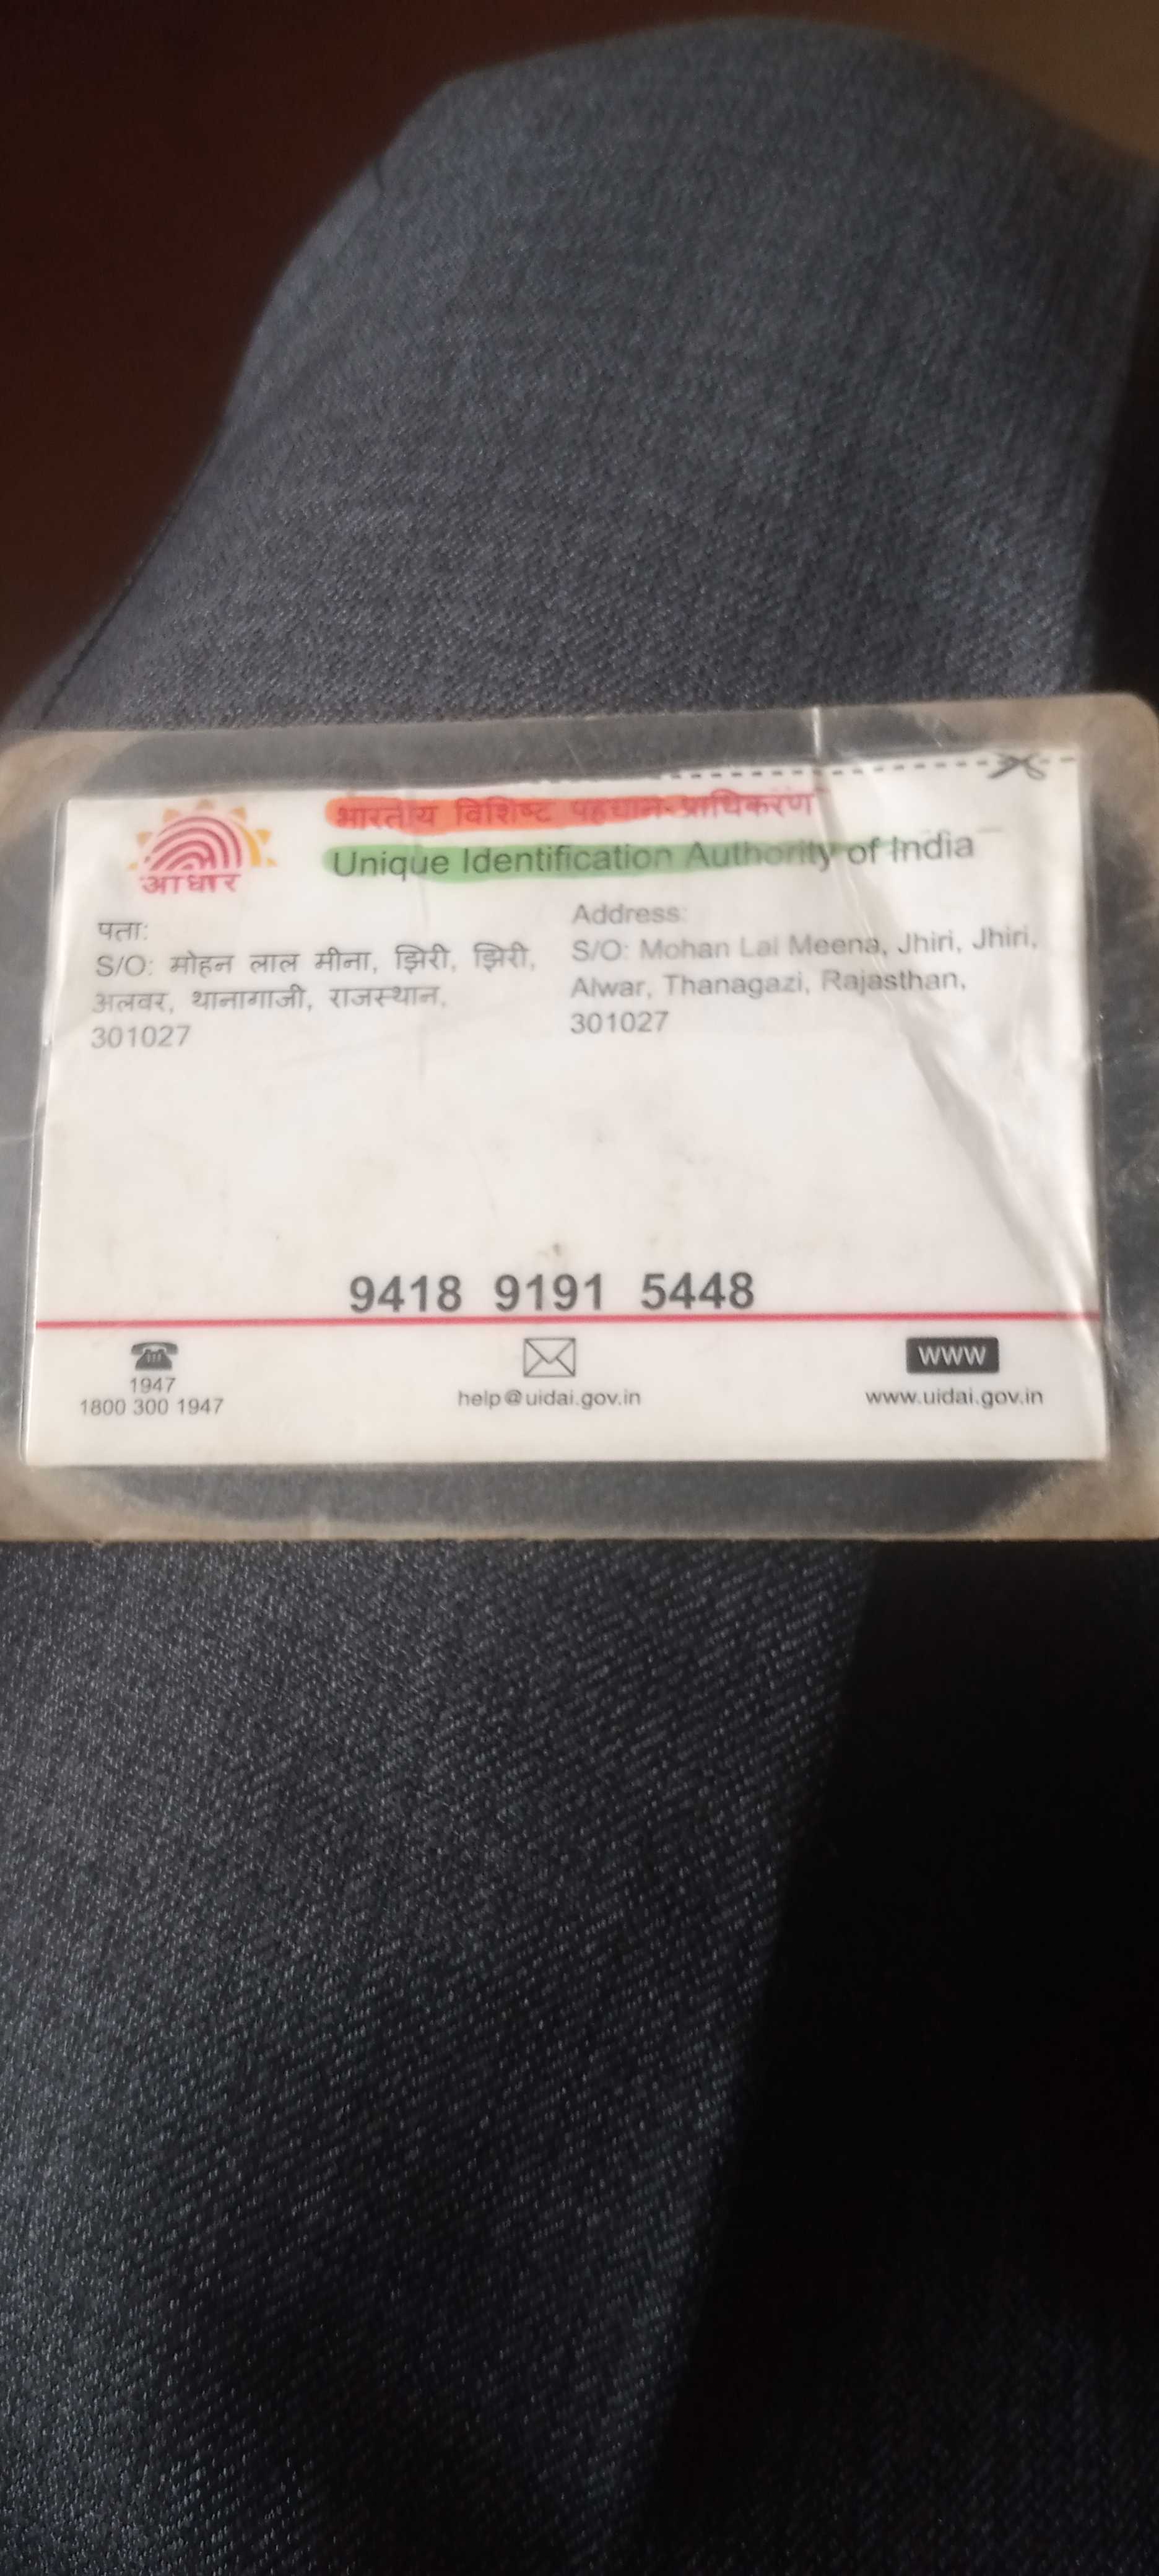 भारतीय विशिष्ट पहचान प्राधिकरण
Unique Identification Authority of India
आधार
पता:
S/O: मोहन लाल मीना, झिरी, झिरी,
अलवर, थानागाजी, राजस्थान,
301027
Address:
S/O: Mohan Lal Meena, Jhiri, Jhiri,
Alwar, Thanagazi, Rajasthan,
301027
9418 9191 5448
1947
1800 300 1947
help@uidai.gov.in
WWW
www.uidai.gov.in